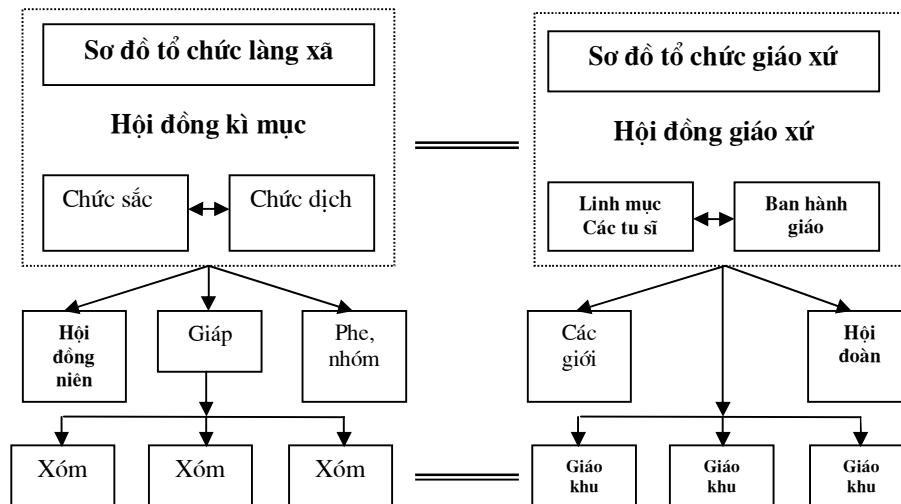 Sơ đồ tổ chức làng xã
Hội đồng kì mục
Chức sắc
Chức dịch
Hội
đồng
niên
Giáp
Phe,
nhóm
Xóm
Xóm
Xóm
Sơ đồ tổ chức giáo xứ
Hội đồng giáo xứ
Linh mục
Các tu sĩ
Ban hành
giáo
Các
giới
Hội
đoàn
Giáo
khu
Giáo
khu
Giáo
khu